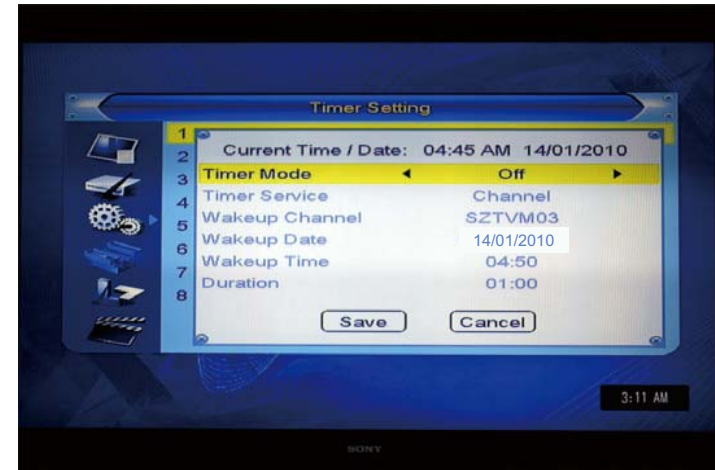 Timer Setting
1
2
3
4
5
6
7
8
Current Time / Date: 04:45 AM 14/01/2010
Timer Mode Off
Timer Service Channel
Wakeup Channel SZTVM03
Wakeup Date 14/01/2010
Wakeup Time 04:50
Duration 01:00
Save Cancel
3:11 AM
SONY